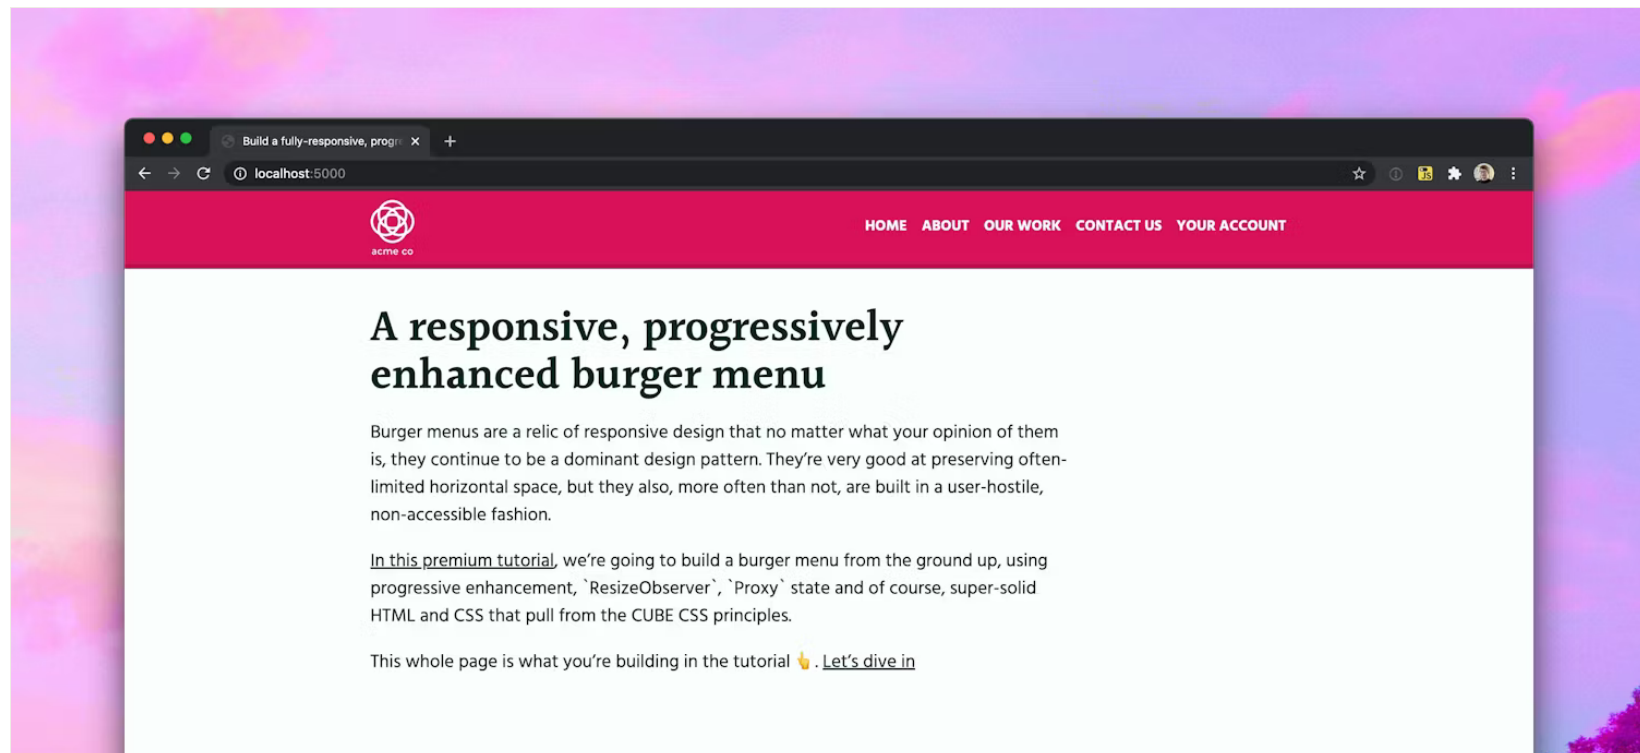 Build a fully-responsive, progre
localhost:5000
JS
acme co
HOME ABOUT OUR WORK CONTACT US YOUR ACCOUNT
A responsive, progressively
enhanced burger menu
Burger menus are a relic of responsive design that no matter what your opinion of them
is, they continue to be a dominant design pattern. They’re very good at preserving often-
limited horizontal space, but they also, more often than not, are built in a user-hostile,
non-accessible fashion.
In this premium tutorial, we’re going to build a burger menu from the ground up, using
progressive enhancement, `ResizeObserver`, `Proxy` state and of course, super-solid
HTML and CSS that pull from the CUBE CSS principles.
This whole page is what you’re building in the tutorial 👆. Let’s dive in